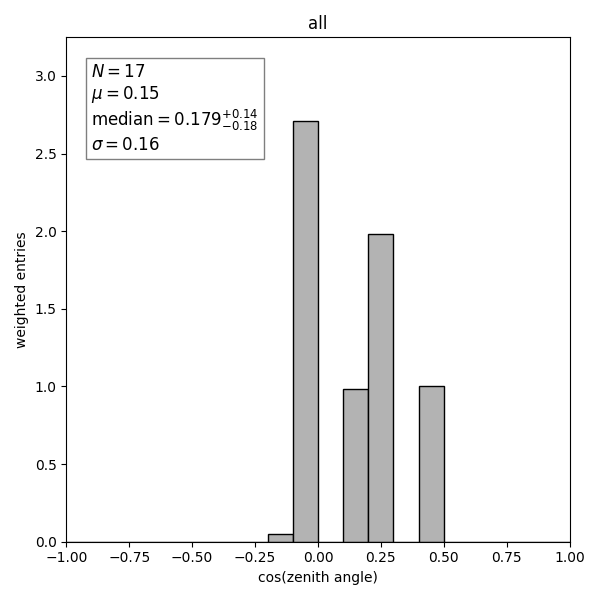 all
N = 17
μ = 0.15
median = 0.179+0.14−0.18
σ = 0.16
weighted entries
3.0
2.5
2.0
1.5
1.0
0.5
0.0
−1.00 −0.75 −0.50 −0.25 0.00 0.25 0.50 0.75 1.00
cos(zenith angle)